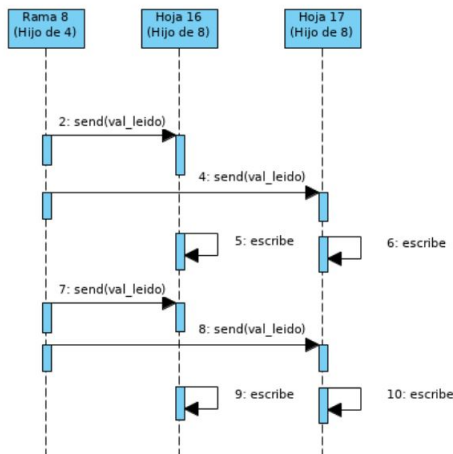 Rama 8
(Hijo de 4)
Hoja 16
(Hijo de 8)
Hoja 17
(Hijo de 8)
2: send(val_leido)
4: send(val_leido)
5: escribe
6: escribe
7: send(val_leido)
8: send(val_leido)
9: escribe
10: escribe